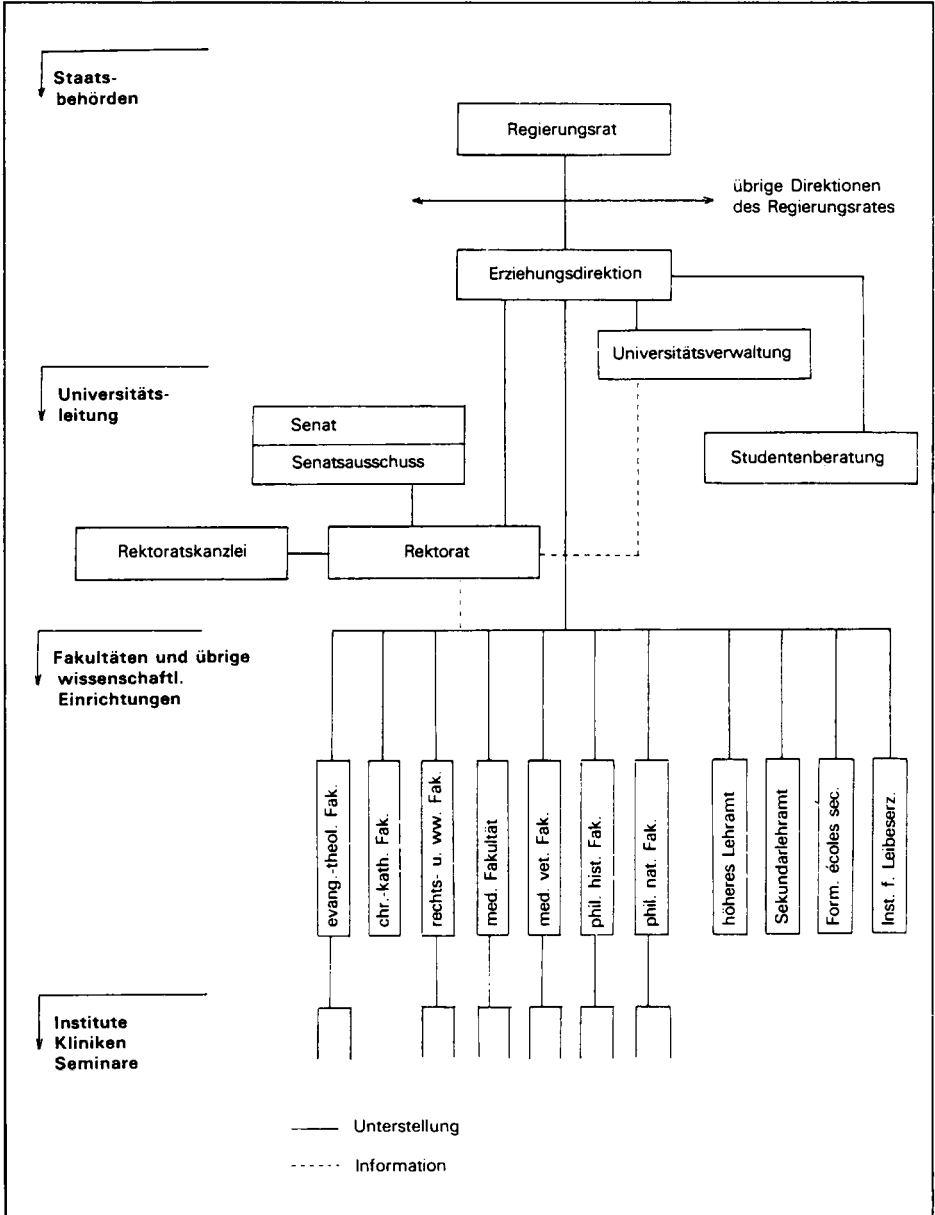 Staats-
behörden
Regierungsrat
übrige Direktionen
des Regierungsrates
Erziehungsdirektion
Universitätsverwaltung
Universitäts-
leitung
Senat
Senatsausschuss
Studentenberatung
Rektoratskanzlei
Rektorat
Fakultäten und übrige
wissenschaftl.
Einrichtungen
evang.-theol. Fak.
chr.-kath. Fak.
rechts- u. ww. Fak.
med. Fakultät
med. vet. Fak.
phil. hist. Fak.
phil. nat. Fak.
höheres Lehramt
Sekundarlehramt
Form. écoles sec.
Inst. f. Leibeserz.
Institute
Kliniken
Seminare
Unterstellung
Information